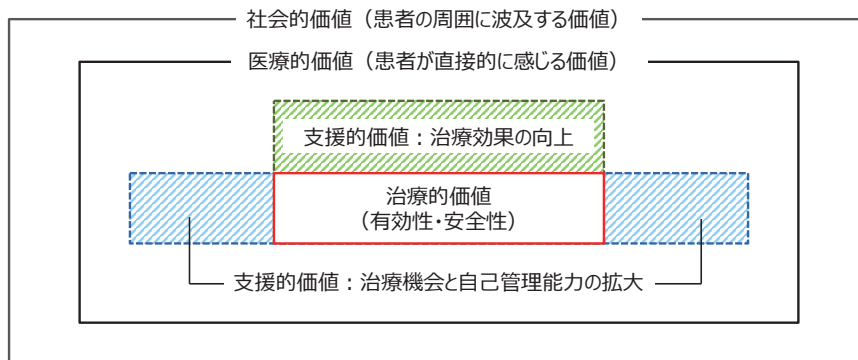 社会的価値（患者の周囲に波及する価値）
医療的価値（患者が直接的に感じる価値）
支援的価値：治療効果の向上
治療的価値
（有効性・安全性）
支援的価値：治療機会と自己管理能力の拡大